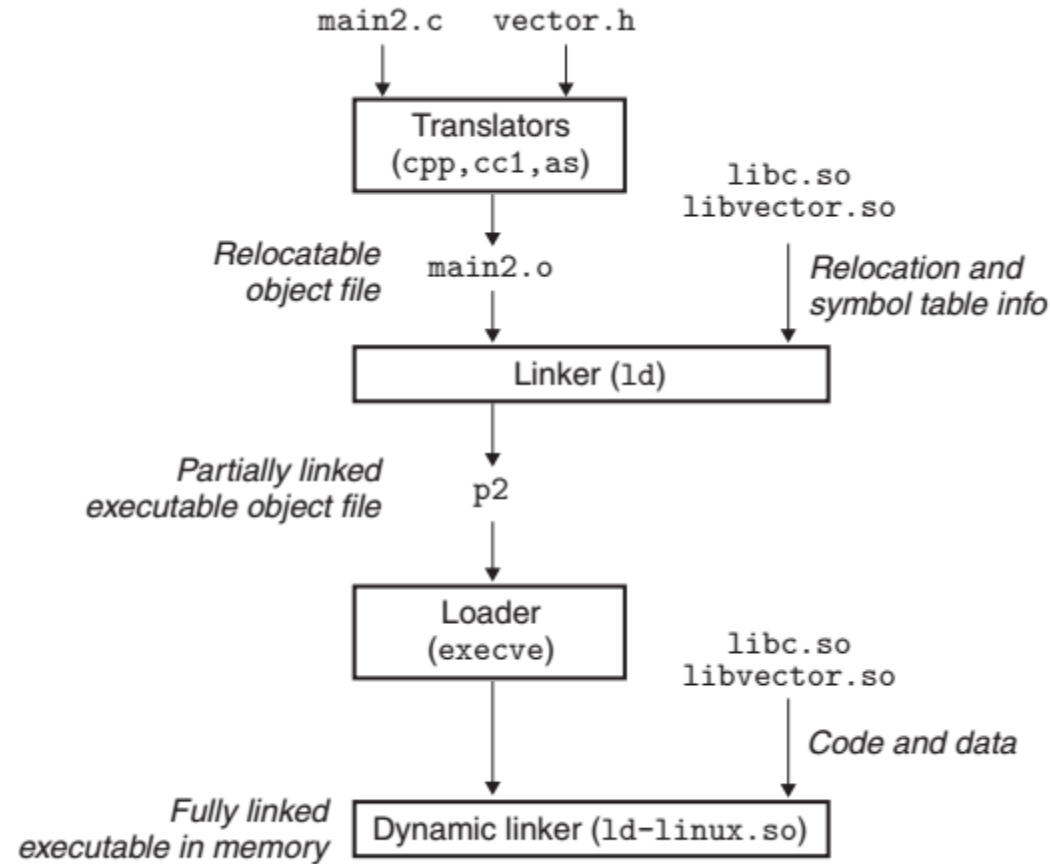 main2.c vector.h
Translators
(cpp,cc1,as)
libc.so
libvector.so
Relocatable
object file
main2.o
Relocation and
symbol table info
Linker (ld)
Partially linked
executable object file
p2
Loader
(execve)
libc.so
libvector.so
Code and data
Fully linked
executable in memory
Dynamic linker (ld-linux.so)